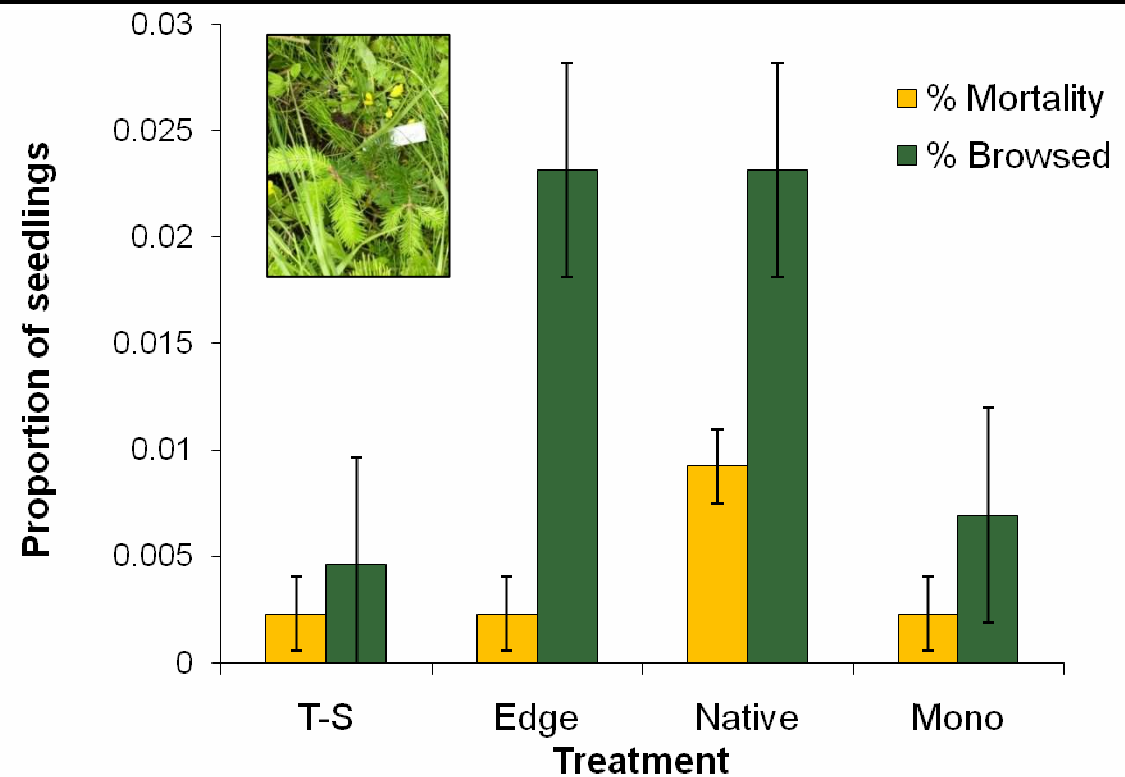 0.03
0.025
0.02
0.015
0.01
0.005
0
Proportion of seedlings
% Mortality
% Browsed
T-S
Edge
Native
Mono
Treatment